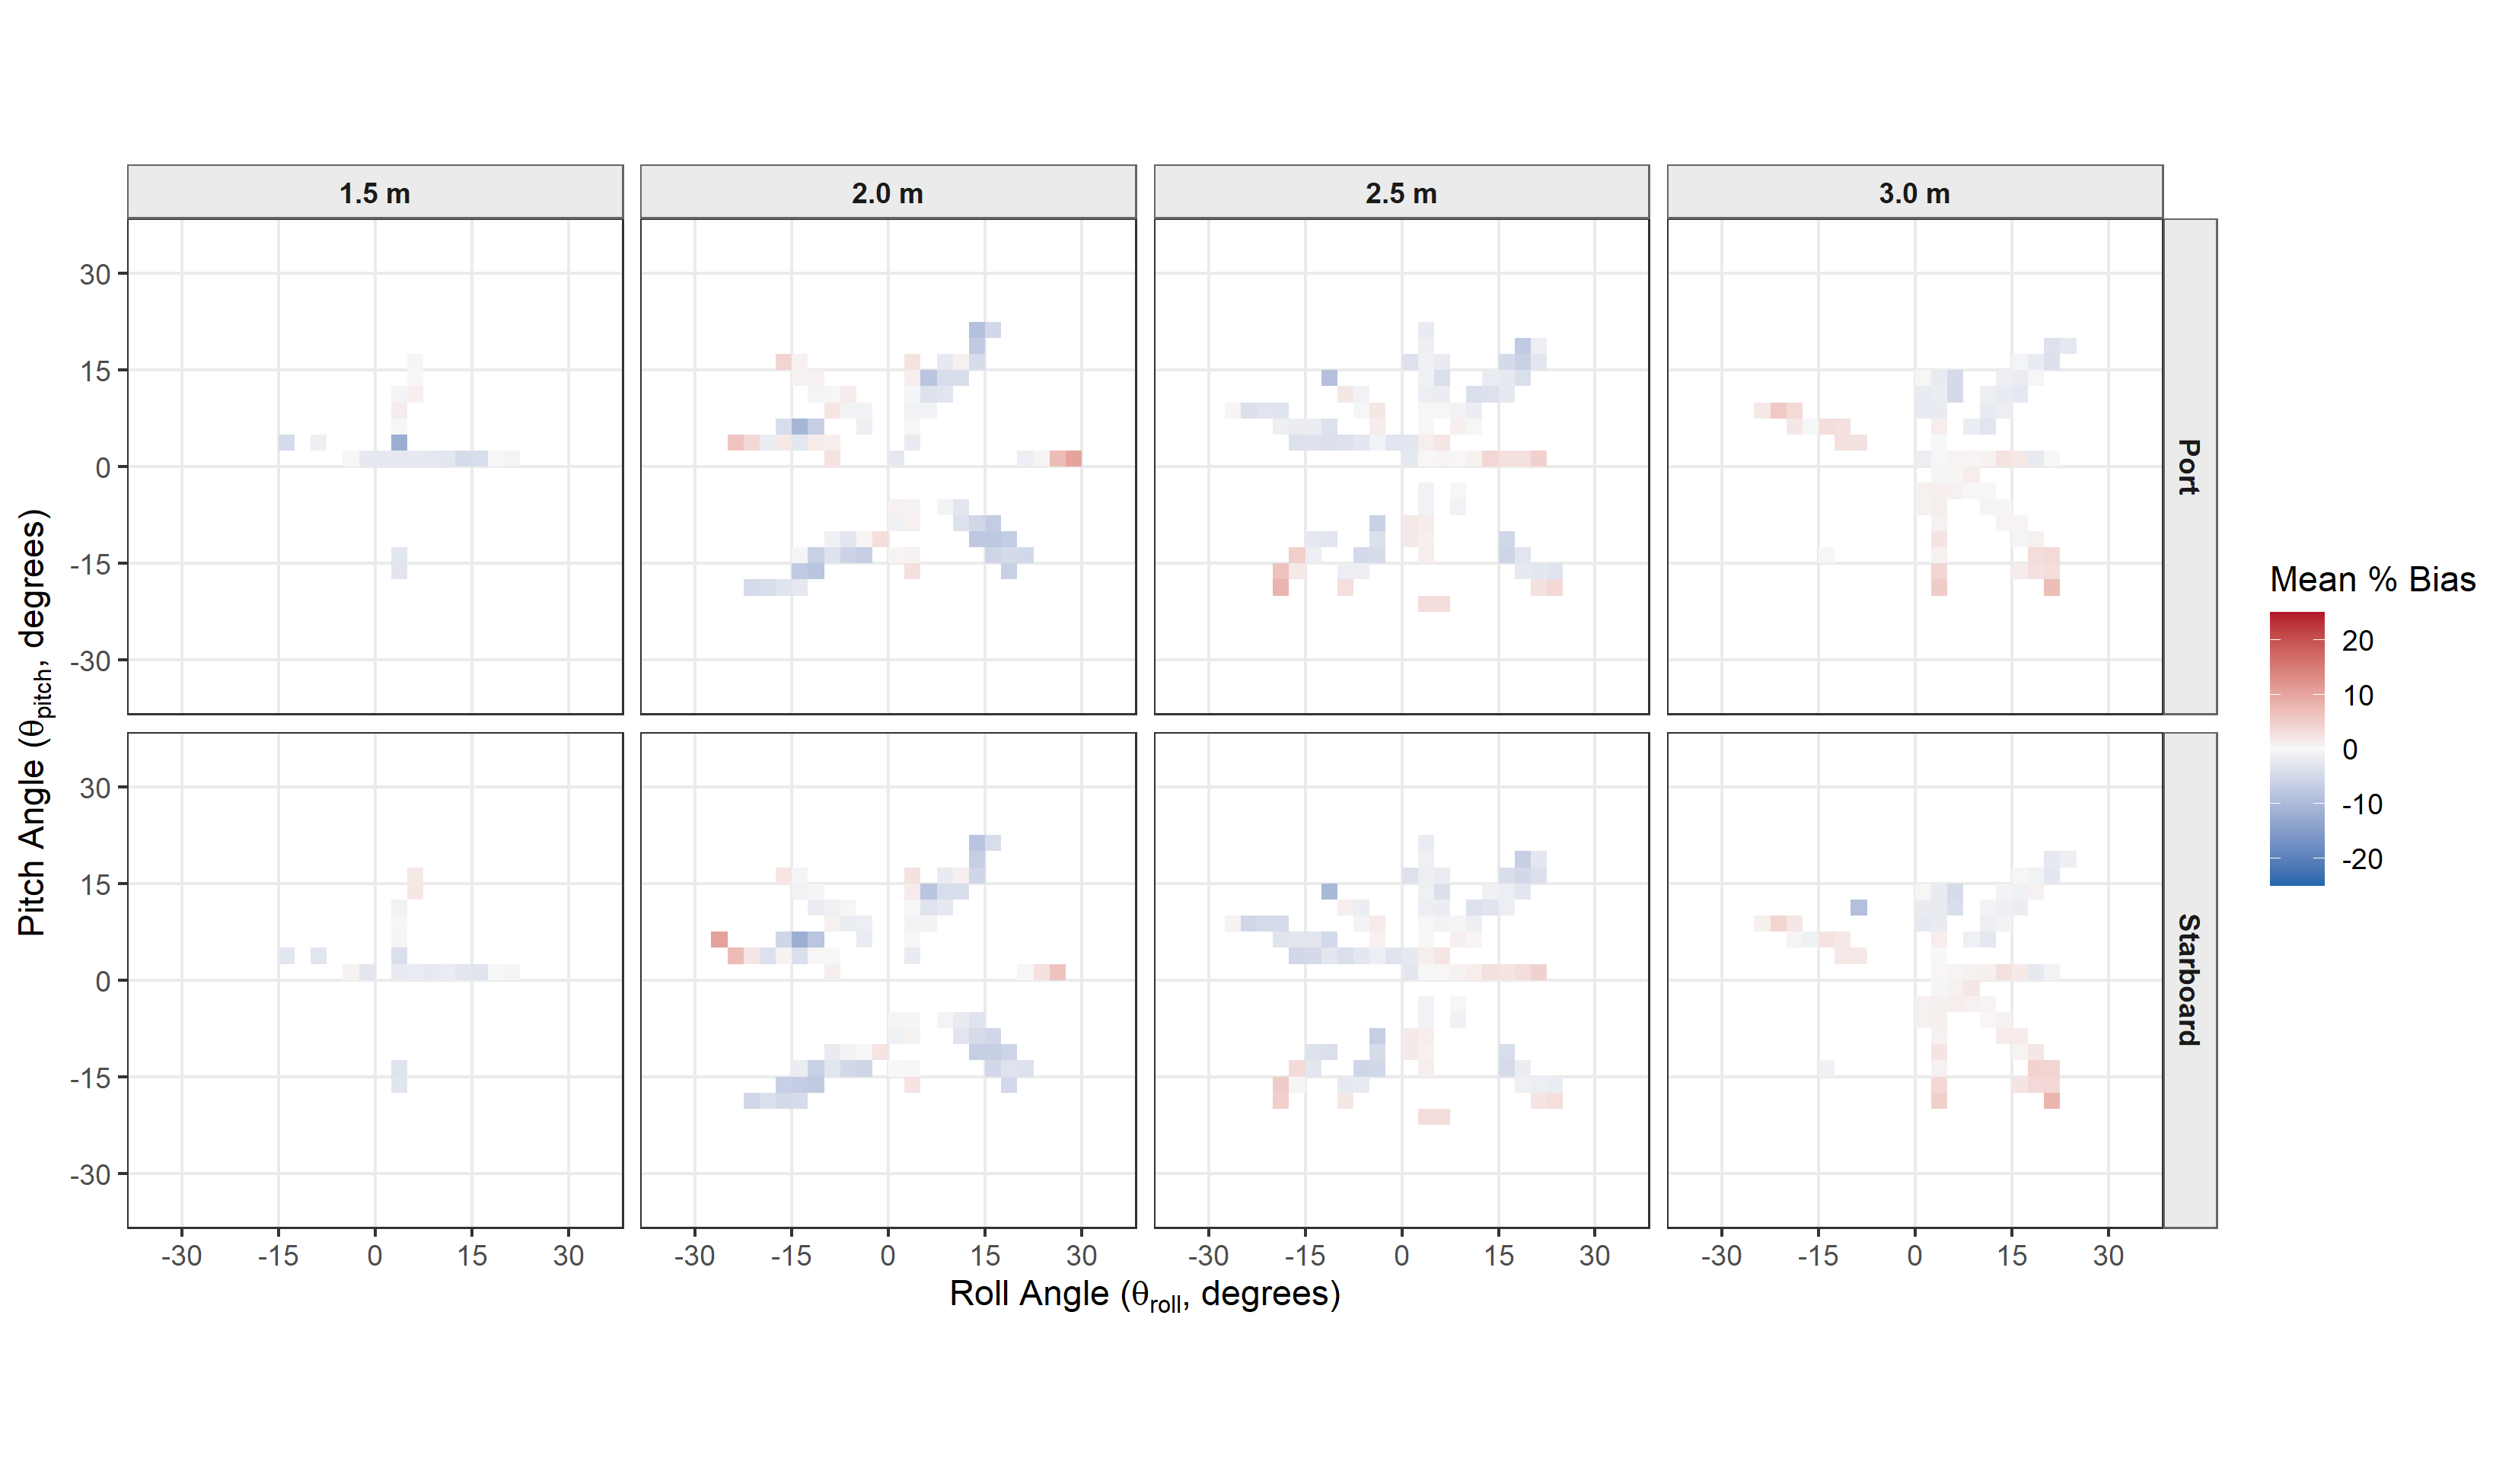 1.5 m 2.0 m 2.5 m 3.0 m
30
15
0
-15
-30
Port
30
15
0
-15
-30
Starboard
-30 -15 0 15 30 -30 -15 0 15 30 -30 -15 0 15 30 -30 -15 0 15 30
Roll Angle (θroll, degrees)
Pitch Angle (θpitch, degrees)
Mean % Bias
20
10
0
-10
-20